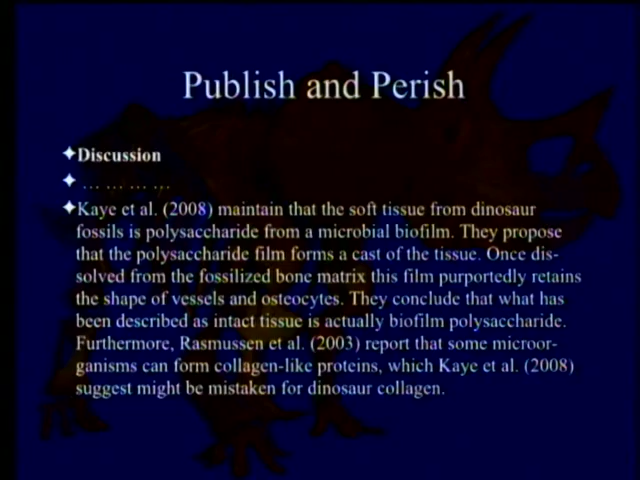 Publish and Perish
Discussion
... ... ... ...
Kaye et al. (2008) maintain that the soft tissue from dinosaur
fossils is polysaccharide from a microbial biofilm. They propose
that the polysaccharide film forms a cast of the tissue. Once dis-
solved from the fossilized bone matrix this film purportedly retains
the shape of vessels and osteocytes. They conclude that what has
been described as intact tissue is actually biofilm polysaccharide.
Furthermore, Rasmussen et al. (2003) report that some microor-
ganisms can form collagen-like proteins, which Kaye et al. (2008)
suggest might be mistaken for dinosaur collagen.